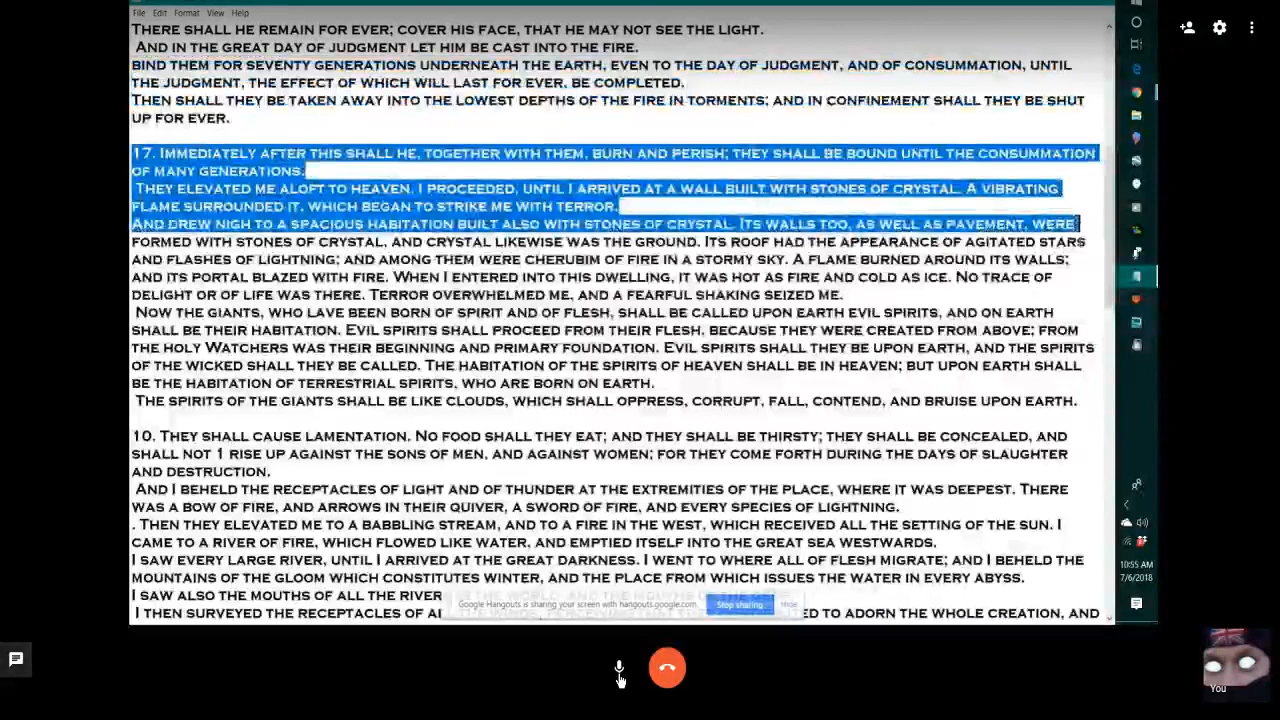 File Edit Format View Help
THERE SHALL HE REMAIN FOR EVER; COVER HIS FACE, THAT HE MAY NOT SEE THE LIGHT.
AND IN THE GREAT DAY OF JUDGMENT LET HIM BE CAST INTO THE FIRE.
BIND THEM FOR SEVENTY GENERATIONS UNDERNEATH THE EARTH, EVEN TO THE DAY OF JUDGMENT, AND OF CONSUMMATION, UNTIL
THE JUDGMENT, THE EFFECT OF WHICH WILL LAST FOR EVER, BE COMPLETED.
THEN SHALL THEY BE TAKEN AWAY INTO THE LOWEST DEPTHS OF THE FIRE IN TORMENTS; AND IN CONFINEMENT SHALL THEY BE SHUT
UP FOR EVER.
17. IMMEDIATELY AFTER THIS SHALL HE, TOGETHER WITH THEM, BURN AND PERISH; THEY SHALL BE BOUND UNTIL THE CONSUMMATION
OF MANY GENERATIONS.
THEY ELEVATED ME ALOFT TO HEAVEN. I PROCEEDED, UNTIL I ARRIVED AT A WALL BUILT WITH STONES OF CRYSTAL. A VIBRATING
FLAME SURROUNDED IT, WHICH BEGAN TO STRIKE ME WITH TERROR.
AND DREW NIGH TO A SPACIOUS HABITATION BUILT ALSO WITH STONES OF CRYSTAL. ITS WALLS TOO, AS WELL AS PAVEMENT, WERE
FORMED WITH STONES OF CRYSTAL, AND CRYSTAL LIKEWISE WAS THE GROUND. ITS ROOF HAD THE APPEARANCE OF AGITATED STARS
AND FLASHES OF LIGHTNING; AND AMONG THEM WERE CHERUBIM OF FIRE IN A STORMY SKY. A FLAME BURNED AROUND ITS WALLS;
AND ITS PORTAL BLAZED WITH FIRE. WHEN I ENTERED INTO THIS DWELLING, IT WAS HOT AS FIRE AND COLD AS ICE. NO TRACE OF
DELIGHT OR OF LIFE WAS THERE. TERROR OVERWHELMED ME, AND A FEARFUL SHAKING SEIZED ME.
NOW THE GIANTS, WHO LAVE BEEN BORN OF SPIRIT AND OF FLESH, SHALL BE CALLED UPON EARTH EVIL SPIRITS, AND ON EARTH
SHALL BE THEIR HABITATION. EVIL SPIRITS SHALL PROCEED FROM THEIR FLESH, BECAUSE THEY WERE CREATED FROM ABOVE; FROM
THE HOLY WATCHERS WAS THEIR BEGINNING AND PRIMARY FOUNDATION. EVIL SPIRITS SHALL THEY BE UPON EARTH, AND THE SPIRITS
OF THE WICKED SHALL THEY BE CALLED. THE HABITATION OF THE SPIRITS OF HEAVEN SHALL BE IN HEAVEN; BUT UPON EARTH SHALL
BE THE HABITATION OF TERRESTRIAL SPIRITS, WHO ARE BORN ON EARTH.
THE SPIRITS OF THE GIANTS SHALL BE LIKE CLOUDS, WHICH SHALL OPPRESS, CORRUPT, FALL, CONTEND, AND BRUISE UPON EARTH.
10. THEY SHALL CAUSE LAMENTATION. NO FOOD SHALL THEY EAT; AND THEY SHALL BE THIRSTY; THEY SHALL BE CONCEALED, AND
SHALL NOT 1 RISE UP AGAINST THE SONS OF MEN, AND AGAINST WOMEN; FOR THEY COME FORTH DURING THE DAYS OF SLAUGHTER
AND DESTRUCTION.
AND I BEHELD THE RECEPTACLES OF LIGHT AND OF THUNDER AT THE EXTREMITIES OF THE PLACE, WHERE IT WAS DEEPEST. THERE
WAS A BOW OF FIRE, AND ARROWS IN THEIR QUIVER, A SWORD OF FIRE, AND EVERY SPECIES OF LIGHTNING.
. THEN THEY ELEVATED ME TO A BABBLING STREAM, AND TO A FIRE IN THE WEST, WHICH RECEIVED ALL THE SETTING OF THE SUN. I
CAME TO A RIVER OF FIRE, WHICH FLOWED LIKE WATER, AND EMPTIED ITSELF INTO THE GREAT SEA WESTWARDS.
I SAW EVERY LARGE RIVER, UNTIL I ARRIVED AT THE GREAT DARKNESS. I WENT TO WHERE ALL OF FLESH MIGRATE; AND I BEHELD THE
MOUNTAINS OF THE GLOOM WHICH CONSTITUTES WINTER, AND THE PLACE FROM WHICH ISSUES THE WATER IN EVERY ABYSS.
I SAW ALSO THE MOUTHS OF ALL THE RIVER
Google Hangouts is sharing your screen with hangouts.google.com. Stop sharing Hide
I THEN SURVEYED THE RECEPTACLES OF AL ED TO ADORN THE WHOLE CREATION, AND
10:55 AM
7/6/2018
You